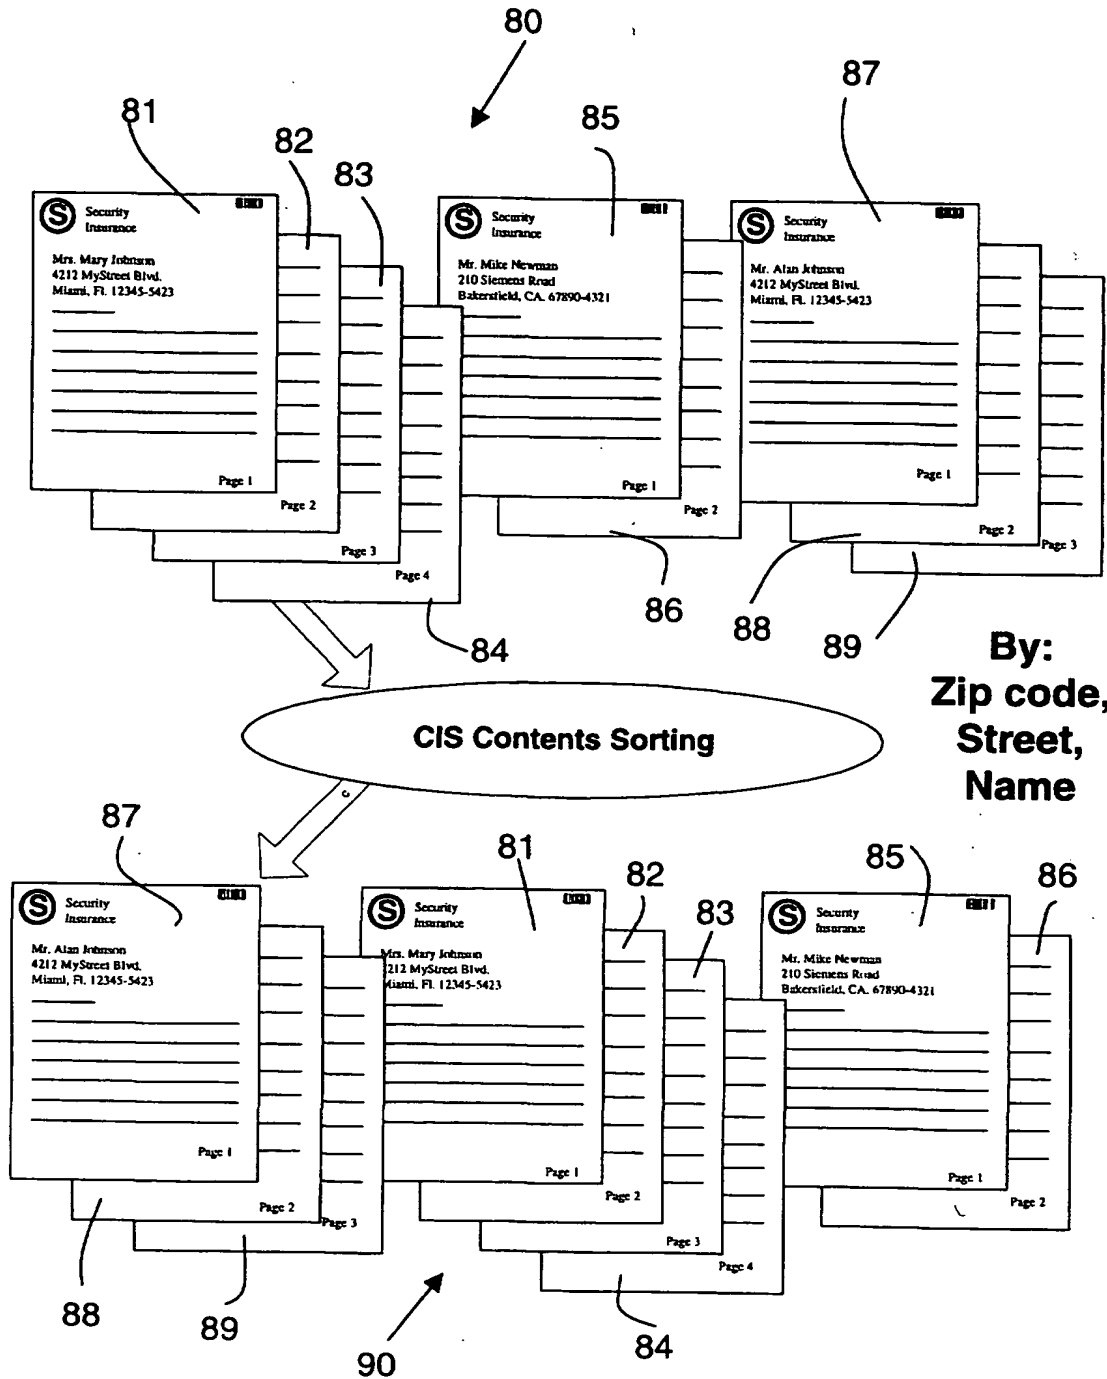 80
81
82
83
85
87
S
Security
Insurance
Mrs. Mary Johnson
4212 MyStreet Blvd.
Miami, Fl. 12345-5423
Page 1
Page 2
Page 3
Page 4
S
Security
Insurance
Mr. Mike Newman
210 Siemens Road
Bakersfield, CA. 67890-4321
Page 1
Page 2
S
Security
Insurance
Mr. Alan Johnson
4212 MyStreet Blvd.
Miami, Fl. 12345-5423
Page 1
Page 2
Page 3
84
86
88
89
By:
Zip code,
Street,
Name
CIS Contents Sorting
c
87
81
82
83
85
86
S
Security
Insurance
Mr. Alan Johnson
4212 MyStreet Blvd.
Miami, Fl. 12345-5423
Page 1
Page 2
Page 3
S
Security
Insurance
Mrs. Mary Johnson
212 MyStreet Blvd.
Miami, Fl. 12345-5423
Page 1
Page 2
Page 3
Page 4
S
Security
Insurance
Mr. Mike Newman
210 Siemens Road
Bakersfield, CA. 67890-4321
Page 1
Page 2
88
89
90
84